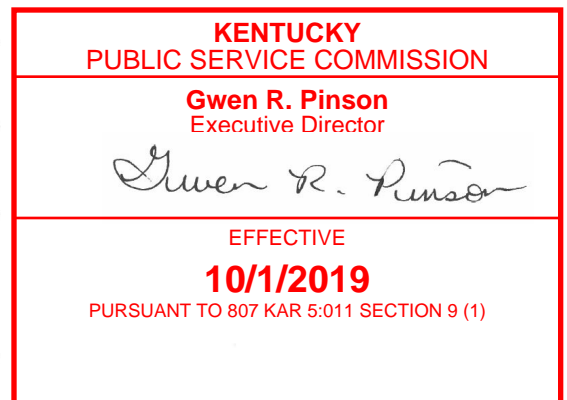 KENTUCKY
PUBLIC SERVICE COMMISSION
Gwen R. Pinson
Executive Director
Gwen R. Pinson
EFFECTIVE
10/1/2019
PURSUANT TO 807 KAR 5:011 SECTION 9 (1)